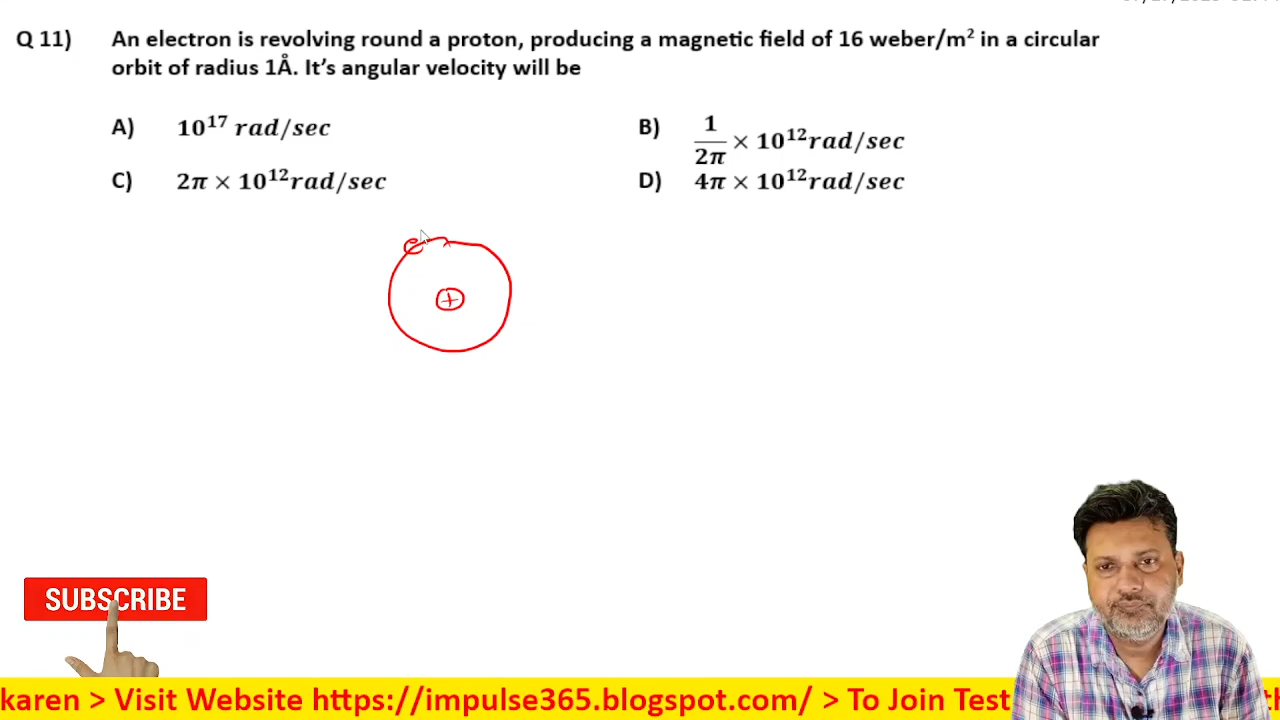 Q 11) An electron is revolving round a proton, producing a magnetic field of 16 weber/m² in a circular
orbit of radius 1Å. It's angular velocity will be
A) 10¹⁷ rad/sec
B) 1/2π × 10¹² rad/sec
C) 2π × 10¹² rad/sec
D) 4π × 10¹² rad/sec
e
+
SUBSCRIBE
karen > Visit Website https://impulse365.blogspot.com/ > To Join Test